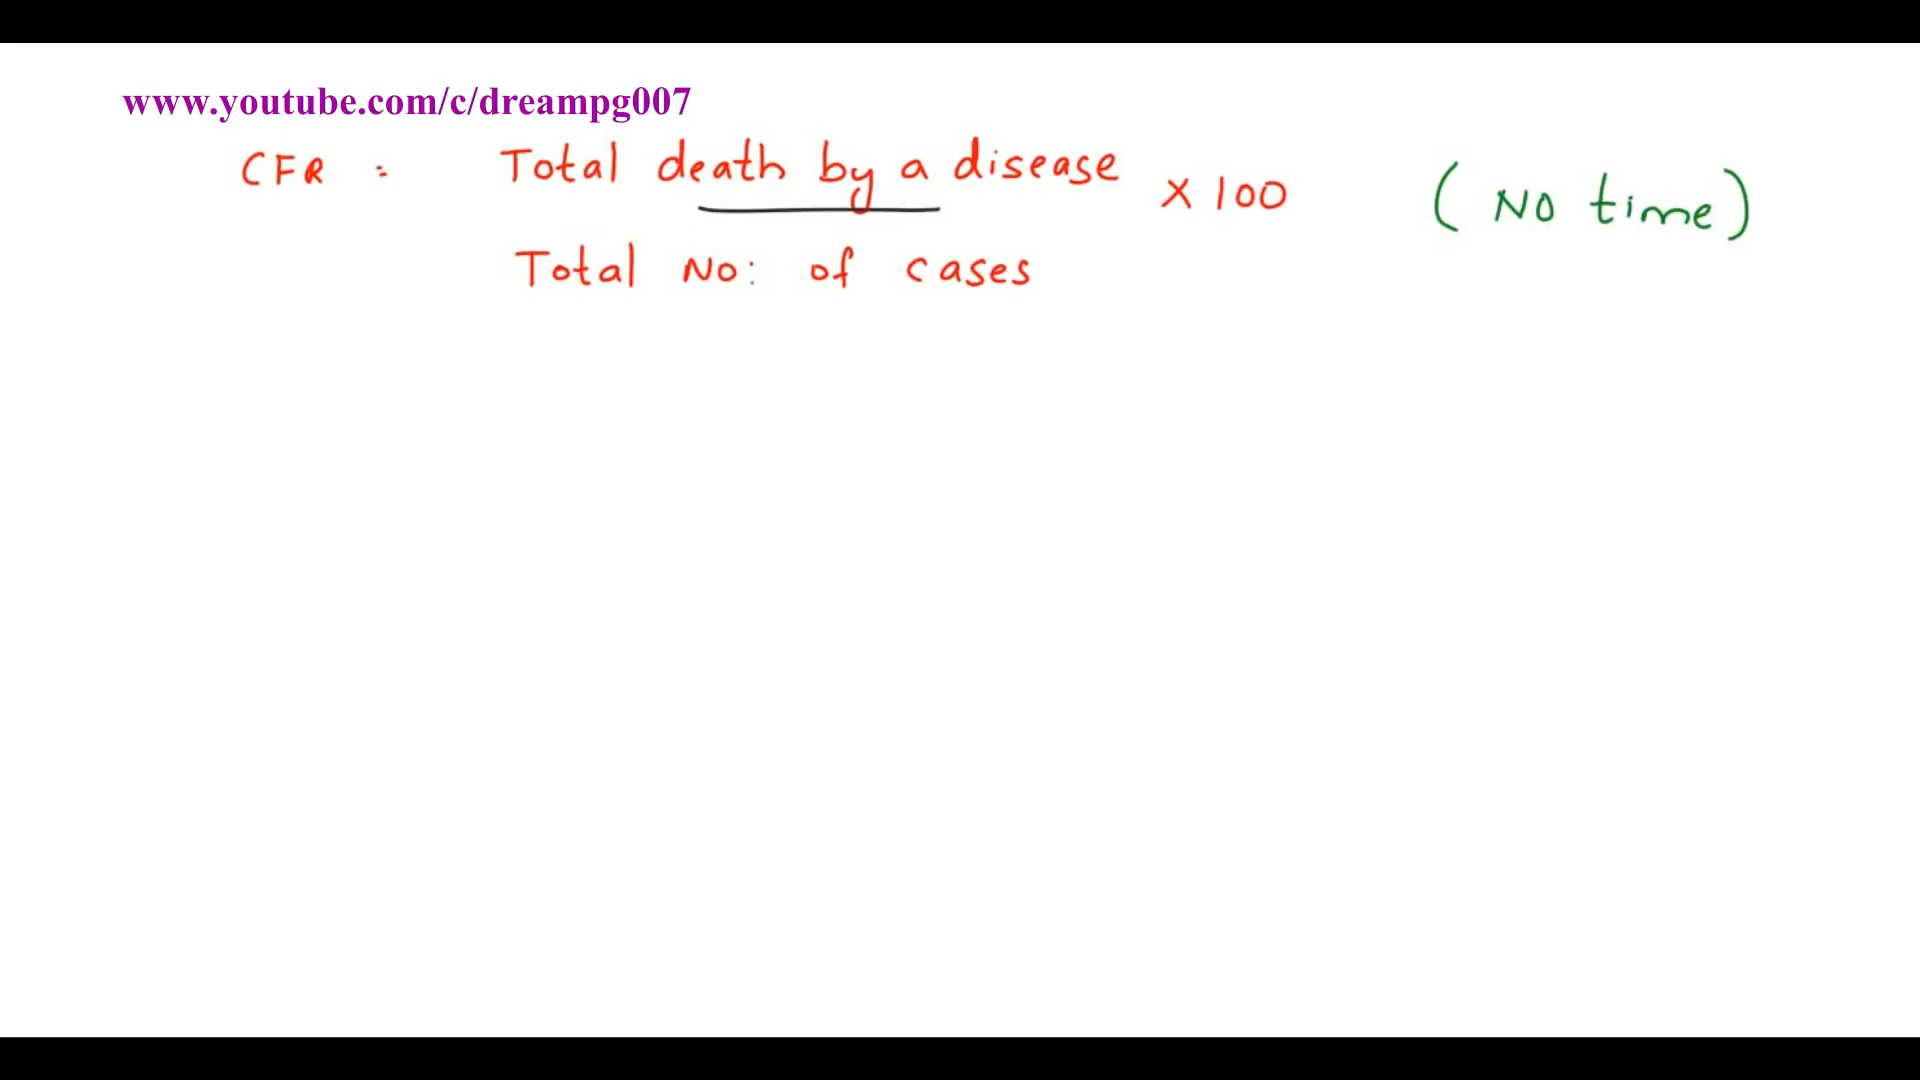 www.youtube.com/c/dreampg007
CFR = Total death by a disease X 100 (No time)
Total No: of cases